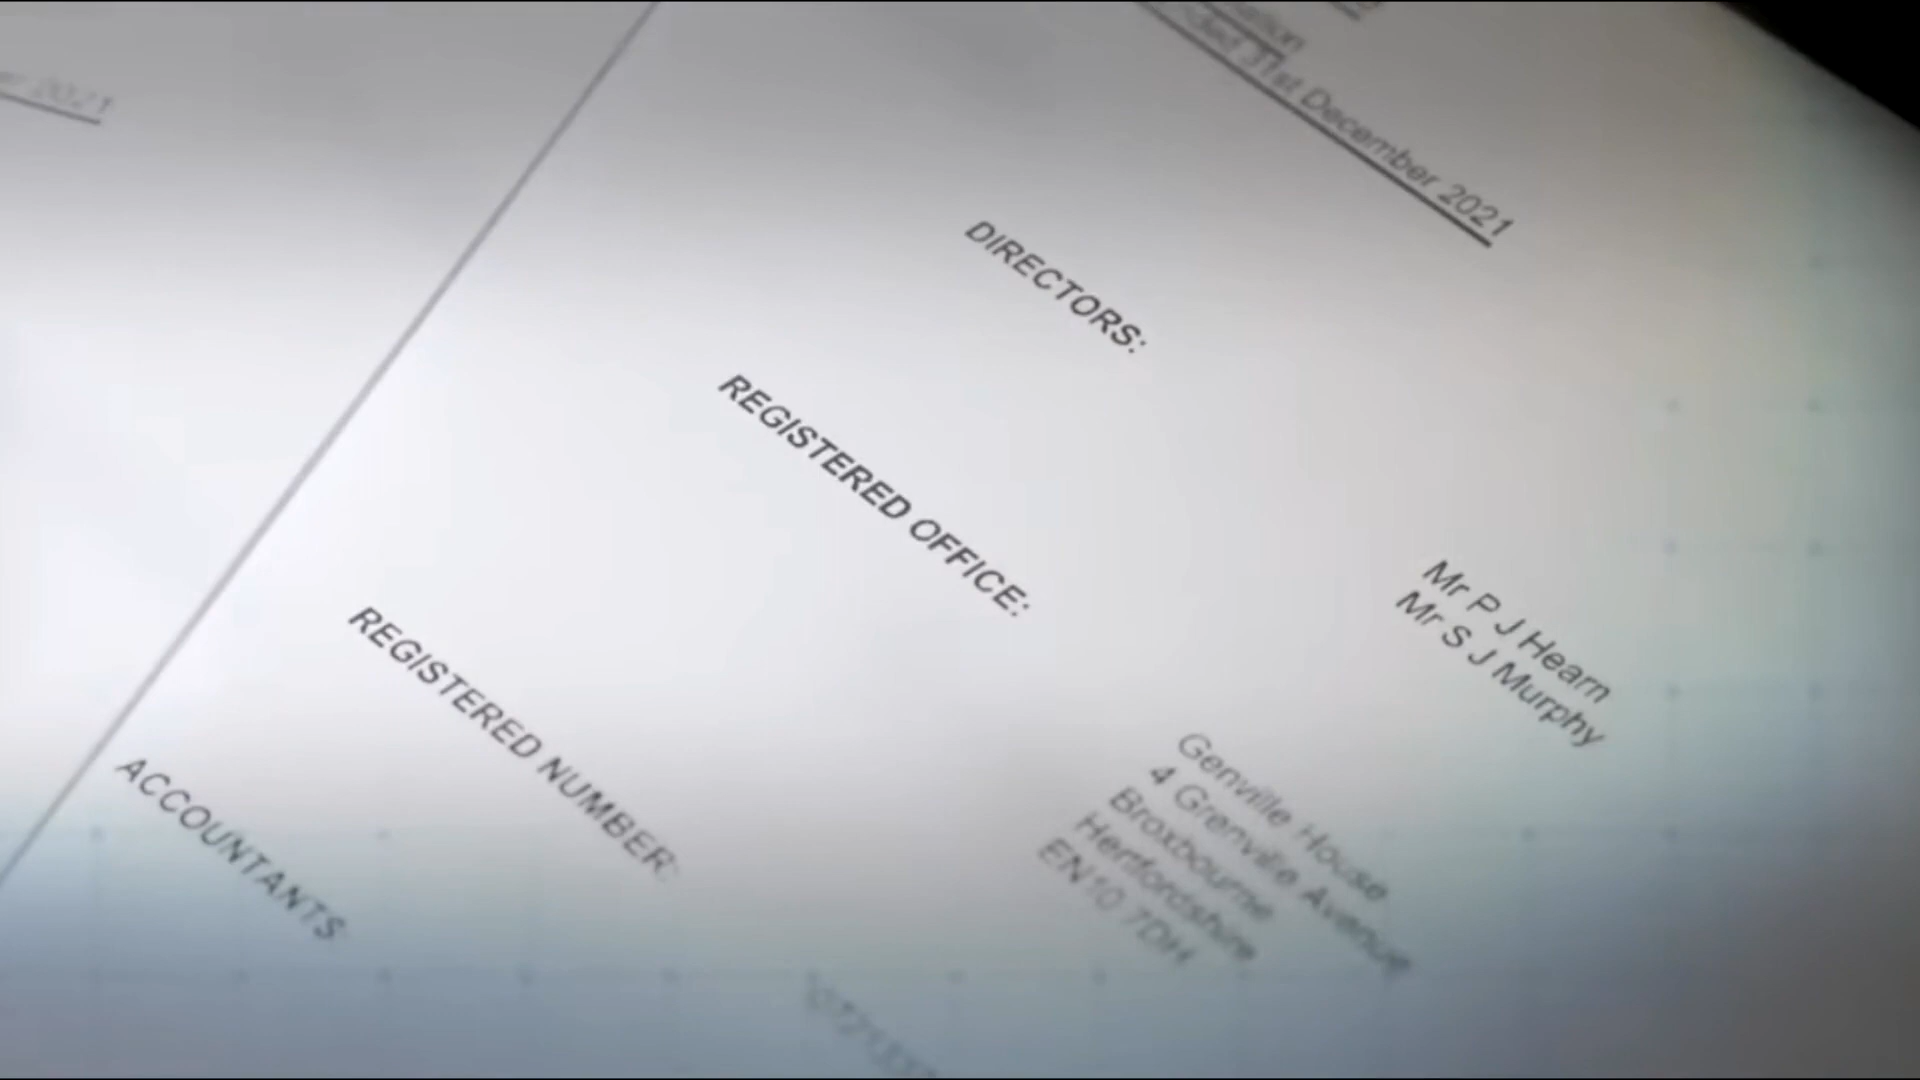 2021
31st December 2021
DIRECTORS:
Mr P J Hearn
Mr S J Murphy
REGISTERED OFFICE:
Genville House
4 Grenville Avenue
Broxbourne
Hertfordshire
EN10 7DH
REGISTERED NUMBER:
ACCOUNTANTS